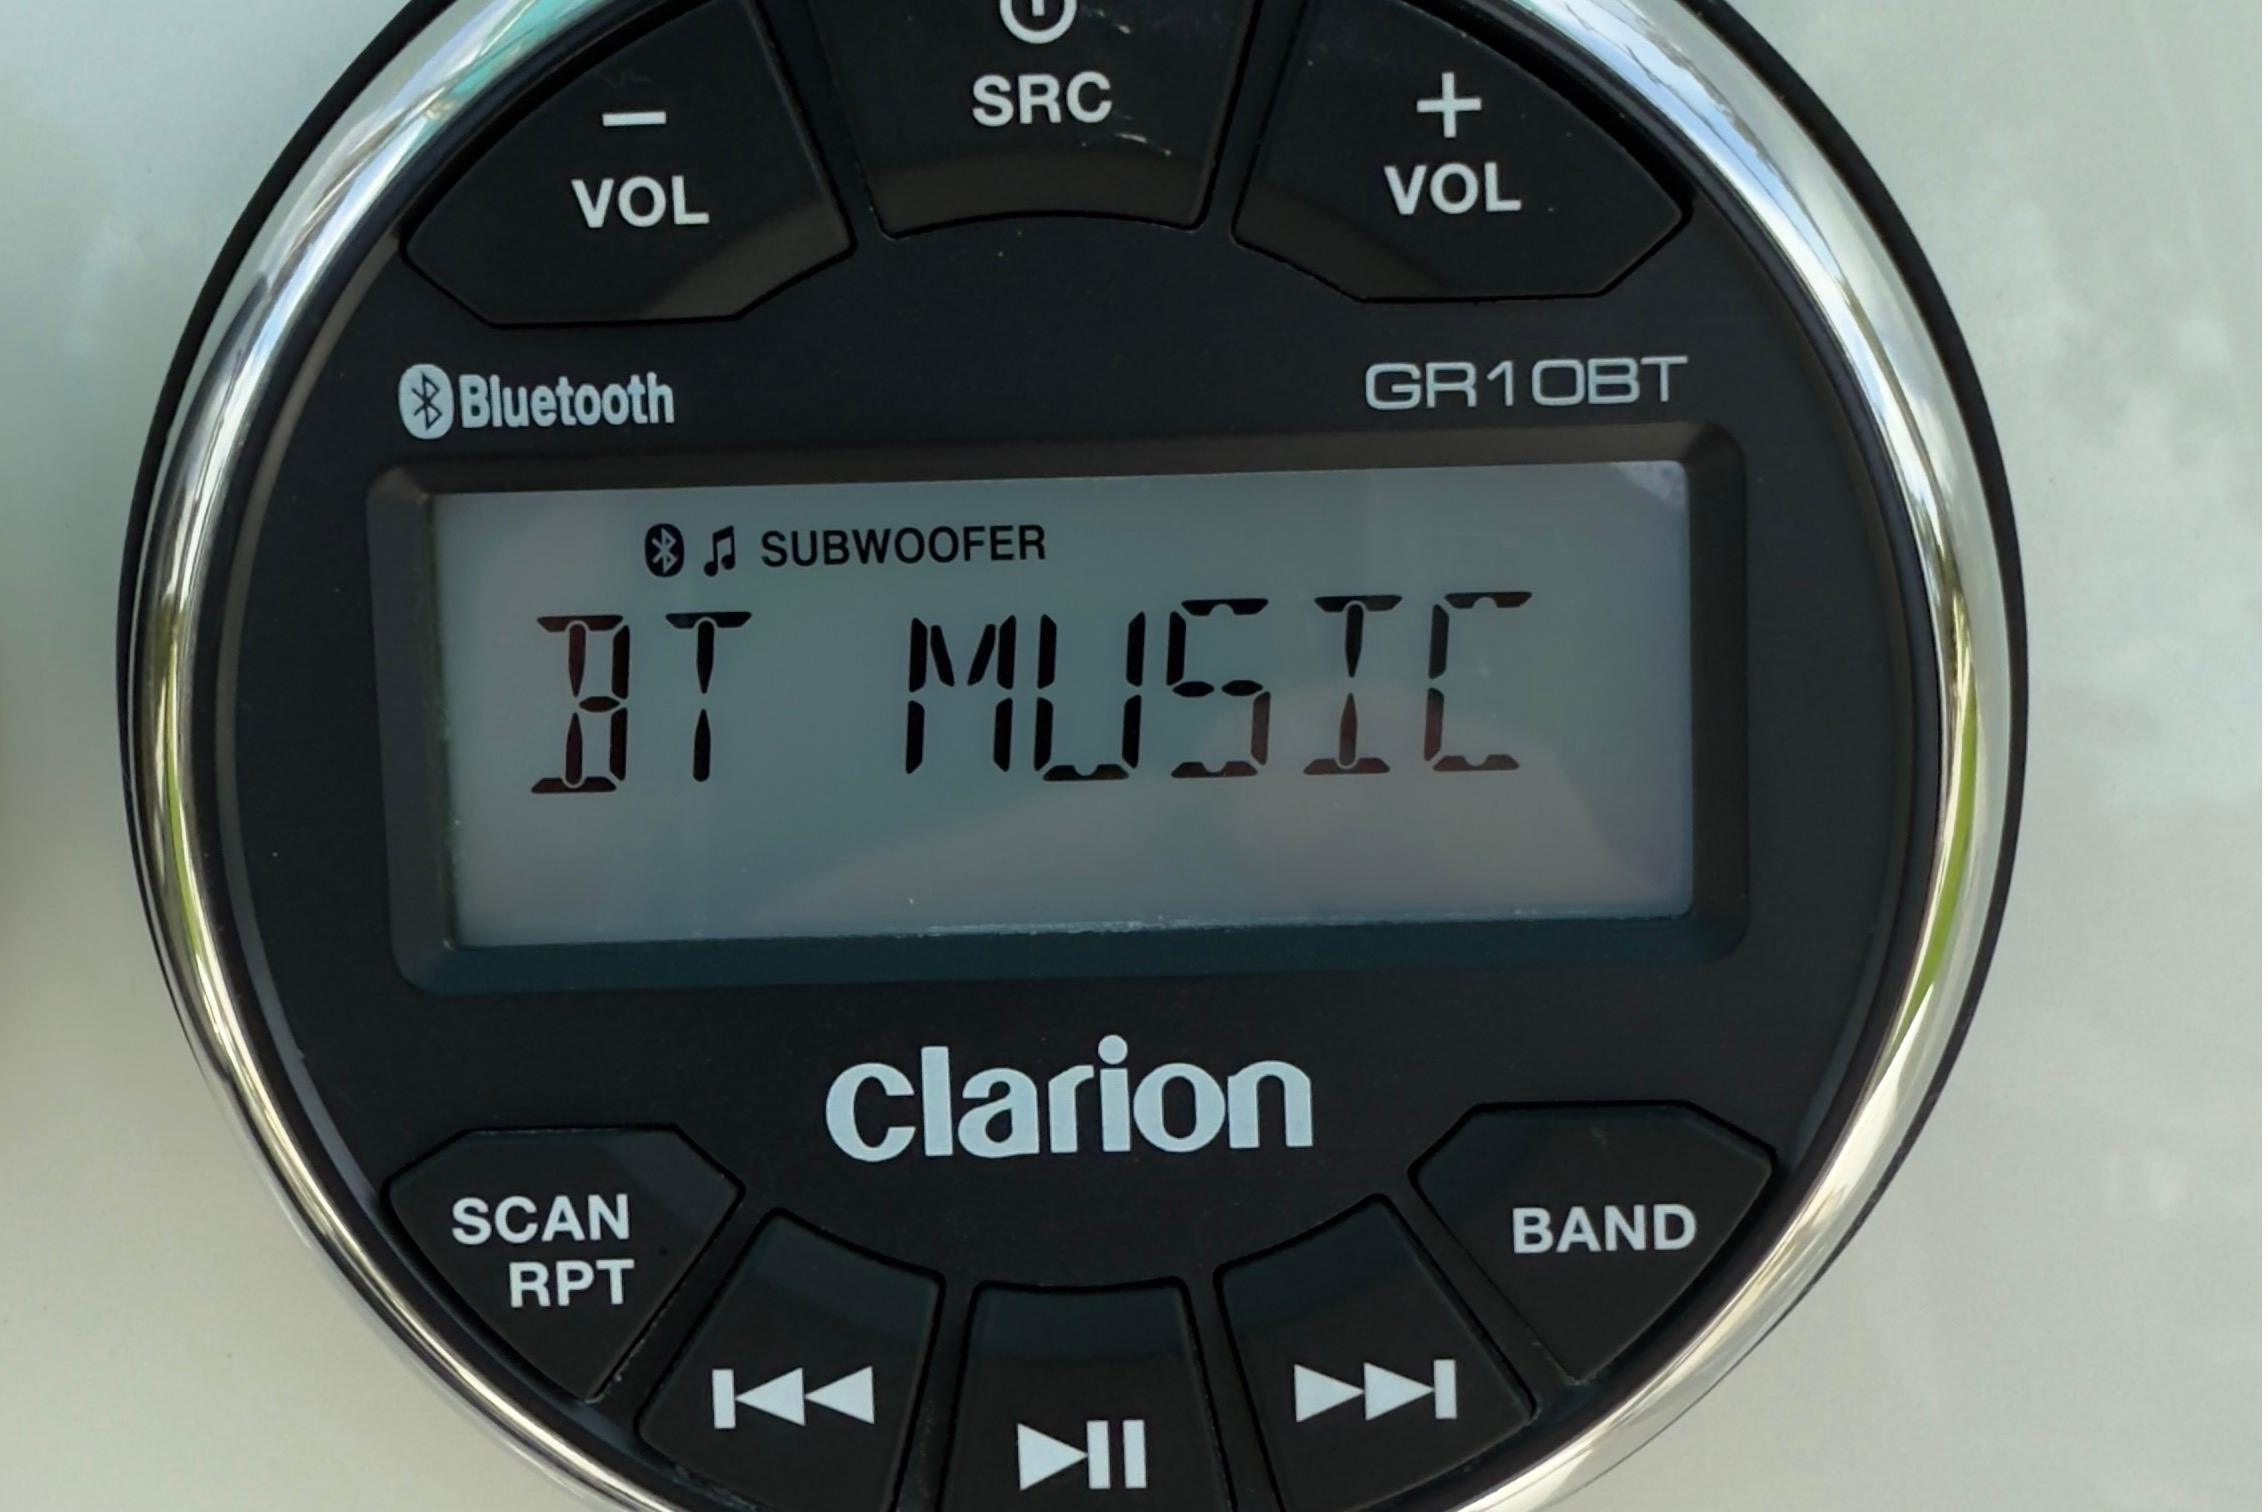 SRC
VOL
VOL
Bluetooth
GR10BT
SUBWOOFER
BT MUSIC
clarion
SCAN
RPT
BAND